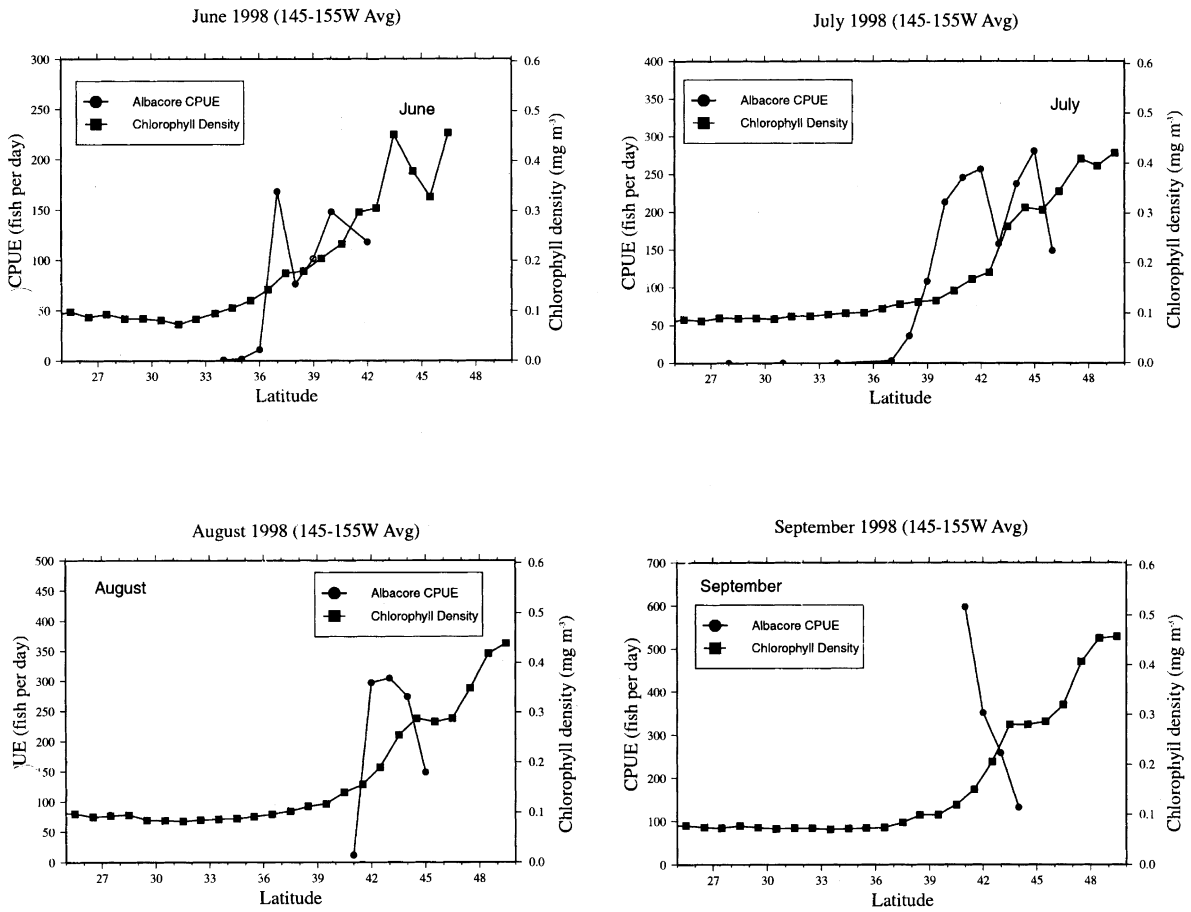 June 1998 (145-155W Avg)
300
250
200
150
100
50
0
CPUE (fish per day)
Albacore CPUE
Chlorophyll Density
June
0.6
0.5
0.4
0.3
0.2
0.1
0.0
Chlorophyll density (mg m⁻³)
27 30 33 36 39 42 45 48
Latitude
July 1998 (145-155W Avg)
400
350
300
250
200
150
100
50
0
CPUE (fish per day)
Albacore CPUE
Chlorophyll Density
July
0.6
0.5
0.4
0.3
0.2
0.1
0.0
Chlorophyll density (mg m⁻³)
27 30 33 36 39 42 45 48
Latitude
August 1998 (145-155W Avg)
500
450
400
350
300
250
200
150
100
50
0
UE (fish per day)
August
Albacore CPUE
Chlorophyll Density
0.6
0.5
0.4
0.3
0.2
0.1
0.0
Chlorophyll density (mg m⁻³)
27 30 33 36 39 42 45 48
Latitude
September 1998 (145-155W Avg)
700
600
500
400
300
200
100
0
CPUE (fish per day)
September
Albacore CPUE
Chlorophyll Density
0.6
0.5
0.4
0.3
0.2
0.1
0.0
Chlorophyll density (mg m⁻³)
27 30 33 36 39 42 45 48
Latitude